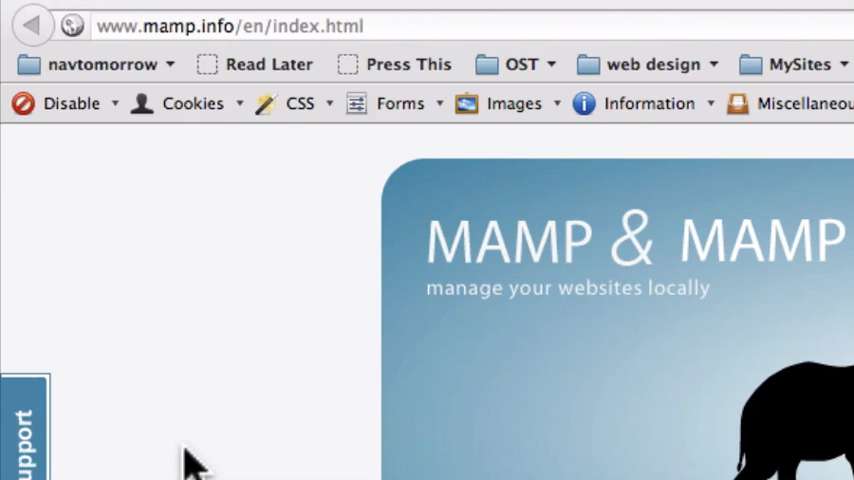 www.mamp.info/en/index.html
navtomorrow Read Later Press This OST web design MySites
Disable Cookies CSS Forms Images Information Miscellaneou
MAMP & MAMP
manage your websites locally
upport